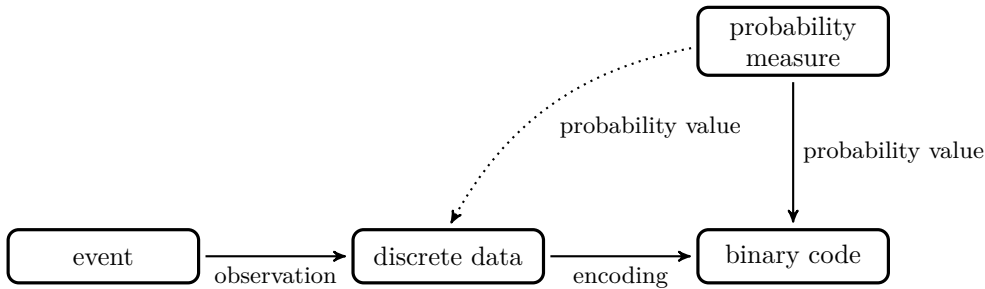 probability
measure
probability value
probability value
event
discrete data
binary code
observation
encoding